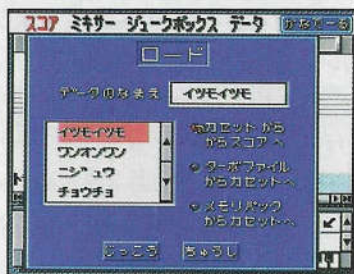 スコア ミキサー ジュークボックス データ かなで〜る
ロード
データのなまえ イツモイツモ
イツモイツモ
ワンオンワン
ニジュウ
チョウチョ
カセット から
からスコア へ
ターボファイル
からカセット へ
メモリパック
からカセット へ
じっこう ちゅうし